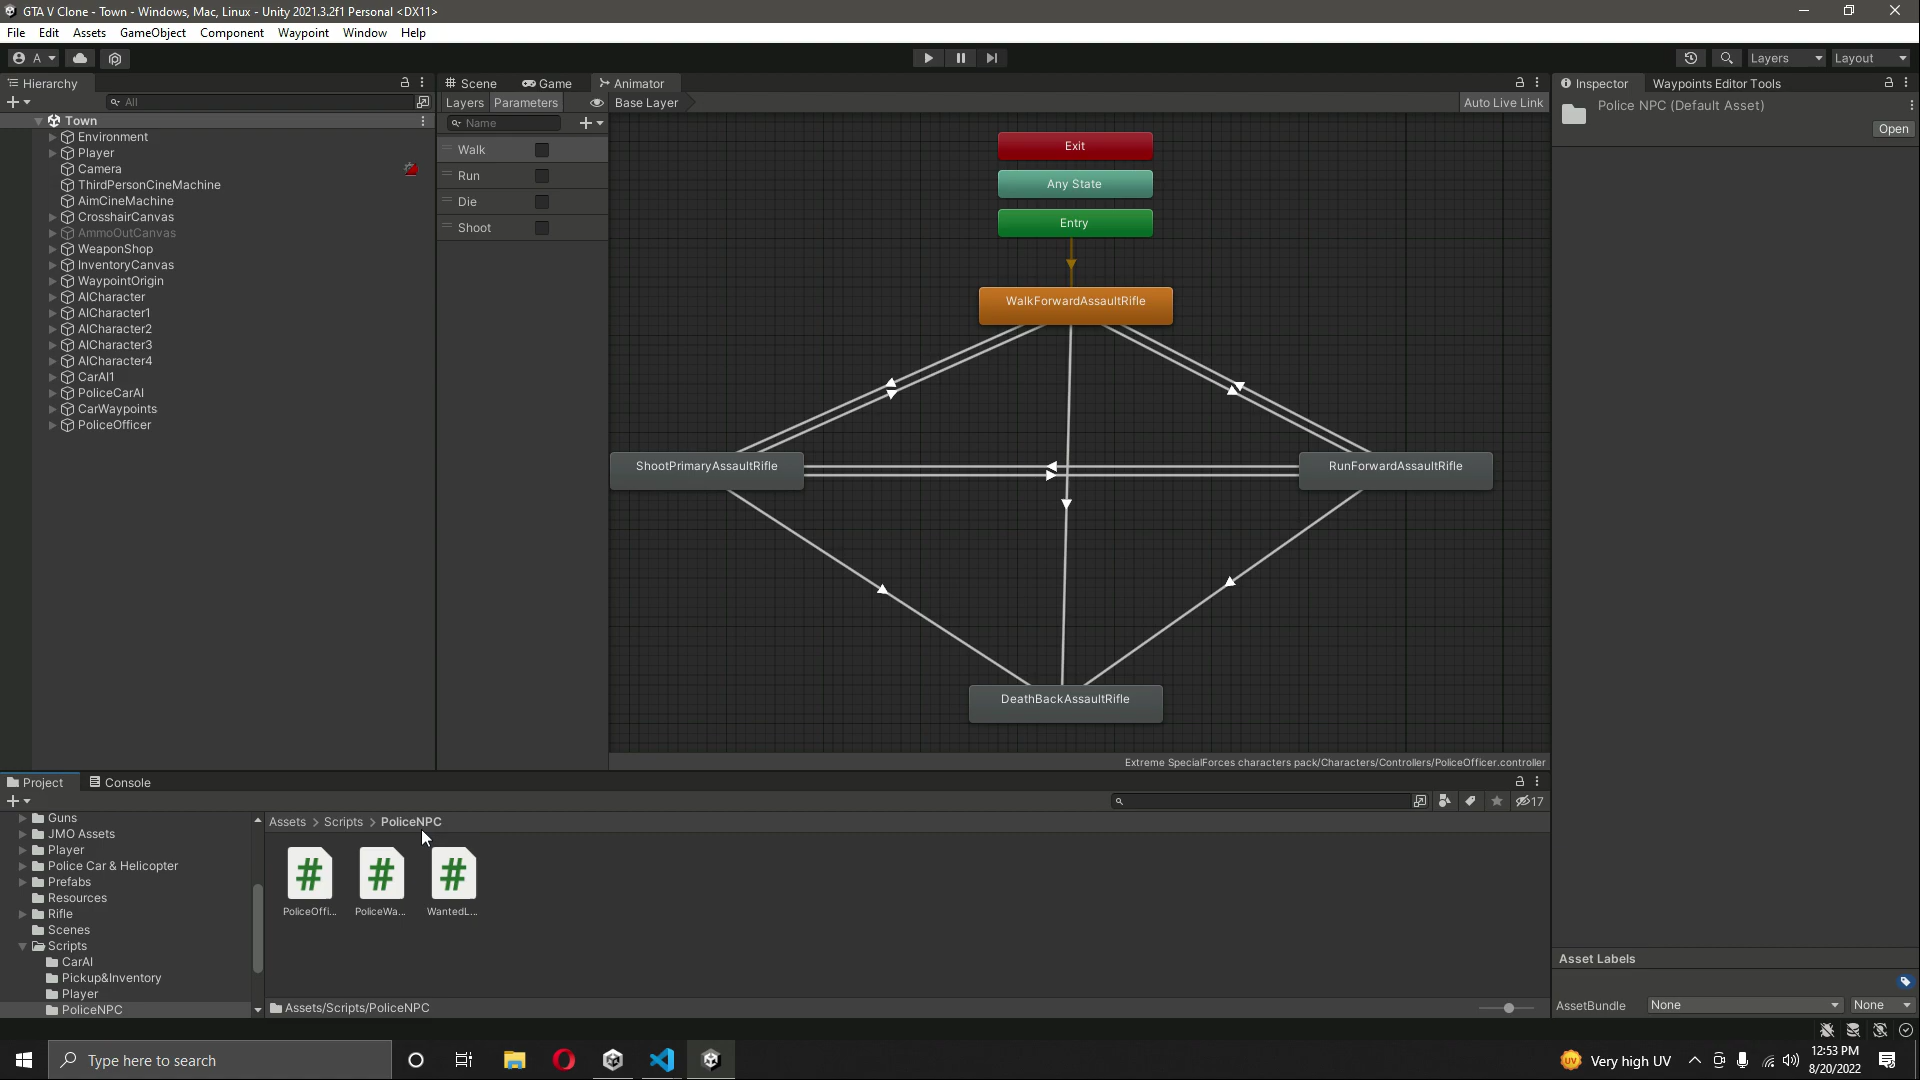 GTA V Clone - Town - Windows, Mac, Linux - Unity 2021.3.2f1 Personal <DX11>
File Edit Assets GameObject Component Waypoint Window Help
A Layers Layout
Hierarchy
All
Town
Environment
Player
Camera
ThirdPersonCineMachine
AimCineMachine
CrosshairCanvas
AmmoOutCanvas
WeaponShop
InventoryCanvas
WaypointOrigin
AICharacter
AICharacter1
AICharacter2
AICharacter3
AICharacter4
CarAI1
PoliceCarAI
CarWaypoints
PoliceOfficer
Scene Game Animator
Layers Parameters Base Layer Auto Live Link
Name
Walk
Run
Die
Shoot
Exit
Any State
Entry
WalkForwardAssaultRifle
ShootPrimaryAssaultRifle
RunForwardAssaultRifle
DeathBackAssaultRifle
Extreme SpecialForces characters pack/Characters/Controllers/PoliceOfficer.controller
Inspector Waypoints Editor Tools
Police NPC (Default Asset)
Open
Asset Labels
AssetBundle None None
Project Console
17
Guns
JMO Assets
Player
Police Car & Helicopter
Prefabs
Resources
Rifle
Scenes
Scripts
CarAI
Pickup&Inventory
Player
PoliceNPC
Assets > Scripts > PoliceNPC
PoliceOffi... PoliceWa... WantedL...
Assets/Scripts/PoliceNPC
Type here to search
UV Very high UV
12:53 PM
8/20/2022